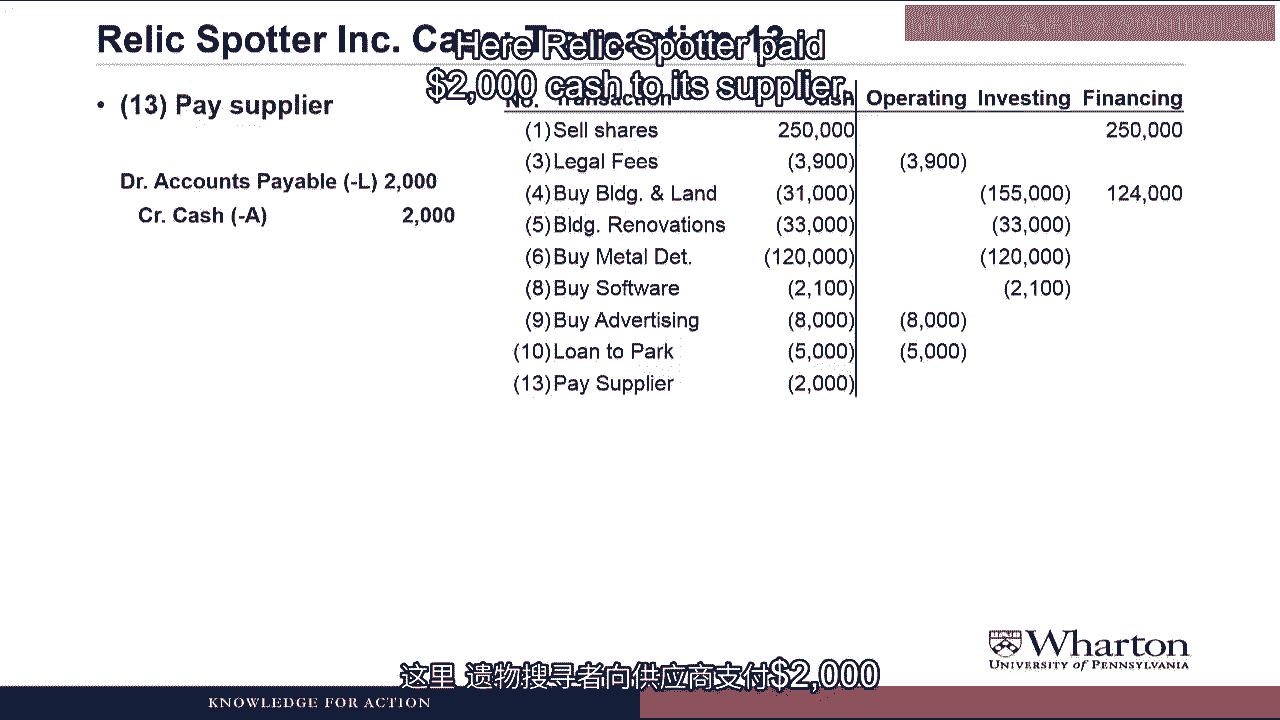 Relic Spotter Inc. Case: Transaction 13
Here Relic Spotter paid
$2,000 cash to its supplier.
• (13) Pay supplier
Dr. Accounts Payable (-L) 2,000
Cr. Cash (-A) 2,000
No. Transaction Cash Operating Investing Financing
(1) Sell shares 250,000 250,000
(3) Legal Fees (3,900) (3,900)
(4) Buy Bldg. & Land (31,000) (155,000) 124,000
(5) Bldg. Renovations (33,000) (33,000)
(6) Buy Metal Det. (120,000) (120,000)
(8) Buy Software (2,100) (2,100)
(9) Buy Advertising (8,000) (8,000)
(10) Loan to Park (5,000) (5,000)
(13) Pay Supplier (2,000)
Wharton
UNIVERSITY of PENNSYLVANIA
这里 遗物搜寻者向供应商支付$2,000
KNOWLEDGE FOR ACTION